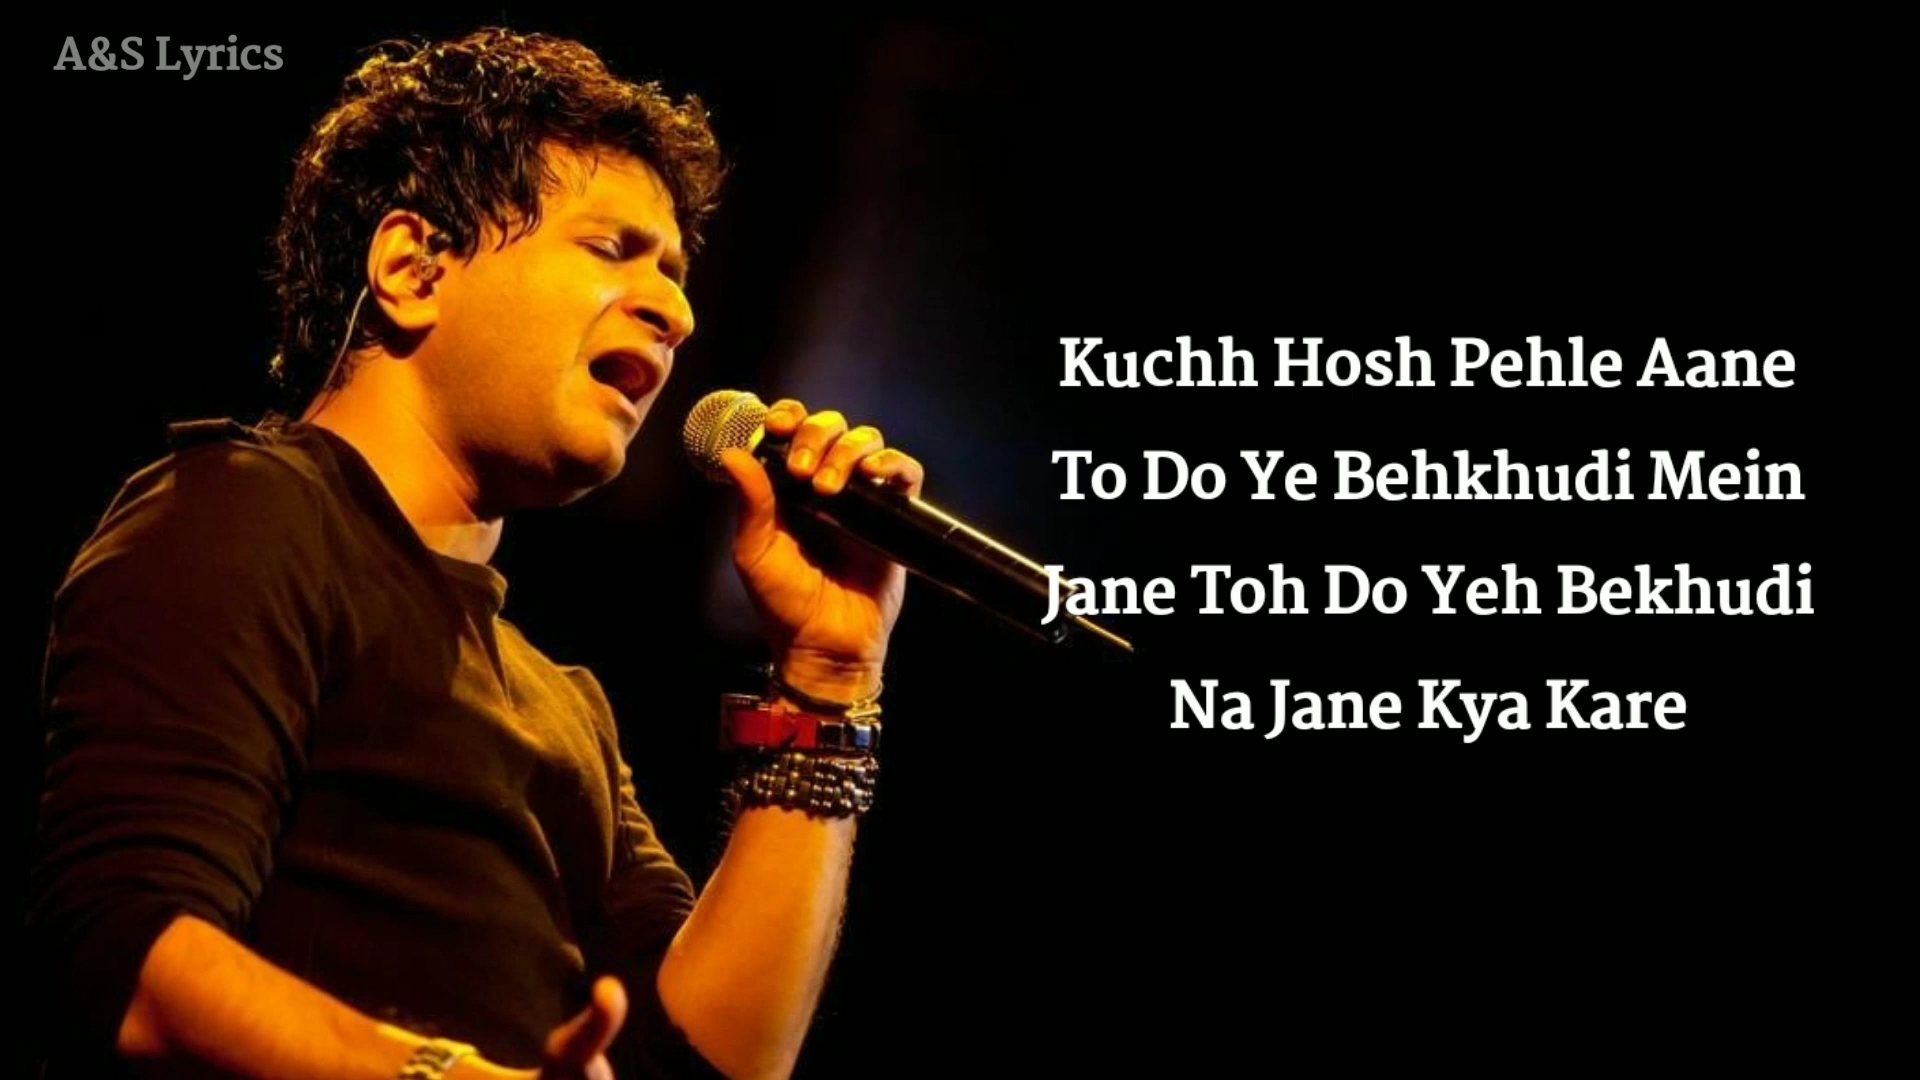 A&S Lyrics
Kuchh Hosh Pehle Aane
To Do Ye Behkhudi Mein
Jane Toh Do Yeh Bekhudi
Na Jane Kya Kare